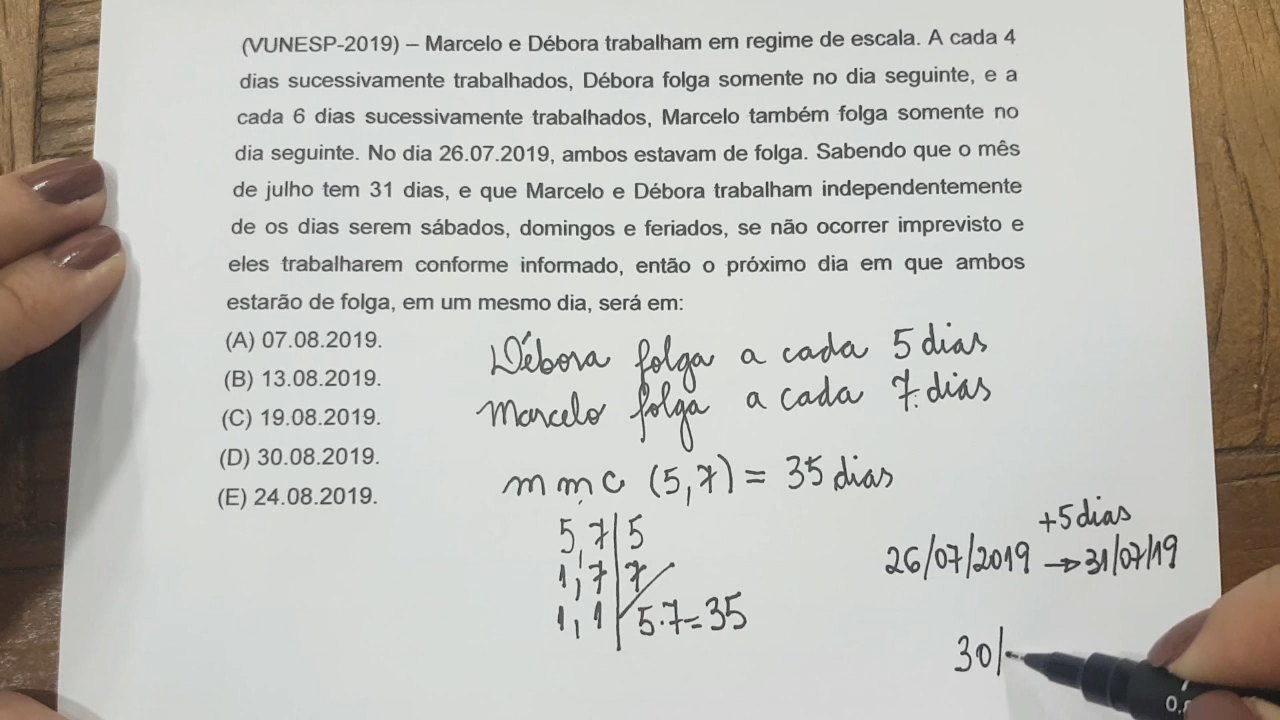 (VUNESP-2019) – Marcelo e Débora trabalham em regime de escala. A cada 4
dias sucessivamente trabalhados, Débora folga somente no dia seguinte, e a
cada 6 dias sucessivamente trabalhados, Marcelo também folga somente no
dia seguinte. No dia 26.07.2019, ambos estavam de folga. Sabendo que o mês
de julho tem 31 dias, e que Marcelo e Débora trabalham independentemente
de os dias serem sábados, domingos e feriados, se não ocorrer imprevisto e
eles trabalharem conforme informado, então o próximo dia em que ambos
estarão de folga, em um mesmo dia, será em:
(A) 07.08.2019.
(B) 13.08.2019.
(C) 19.08.2019.
(D) 30.08.2019.
(E) 24.08.2019.
Débora folga a cada 5 dias
Marcelo folga a cada 7 dias
mmc (5,7) = 35 dias
5,7|5
1,7|7
1,1|5.7=35
+5dias
26/07/2019 → 31/07/19
30/
0,8